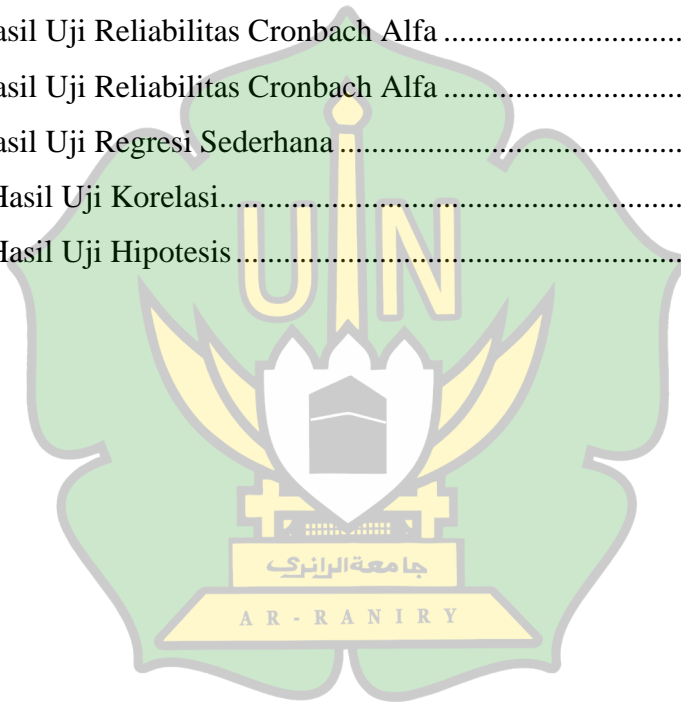 asil Uji Reliabilitas Cronbach Alfa ................................
asil Uji Reliabilitas Cronbach Alfa ................................
asil Uji Regresi Sederhana ..............................................
Hasil Uji Korelasi..............................................................
Hasil Uji Hipotesis............................................................
UIN
جامعةالرانري
AR-RANIRY